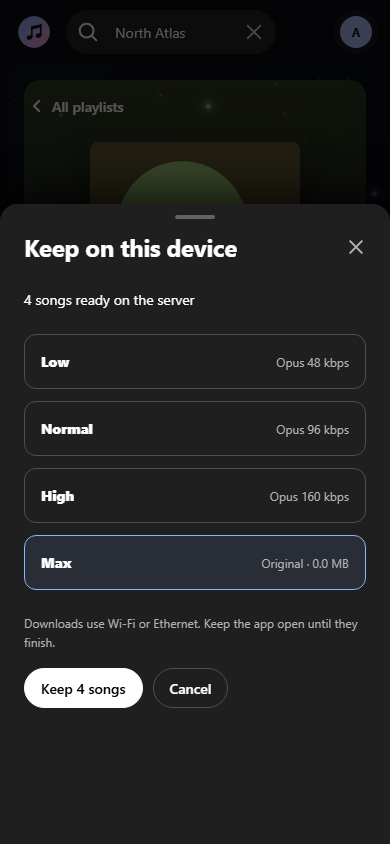 North Atlas
A
All playlists
Keep on this device
4 songs ready on the server
Low
Opus 48 kbps
Normal
Opus 96 kbps
High
Opus 160 kbps
Max
Original · 0.0 MB
Downloads use Wi-Fi or Ethernet. Keep the app open until they
finish.
Keep 4 songs
Cancel